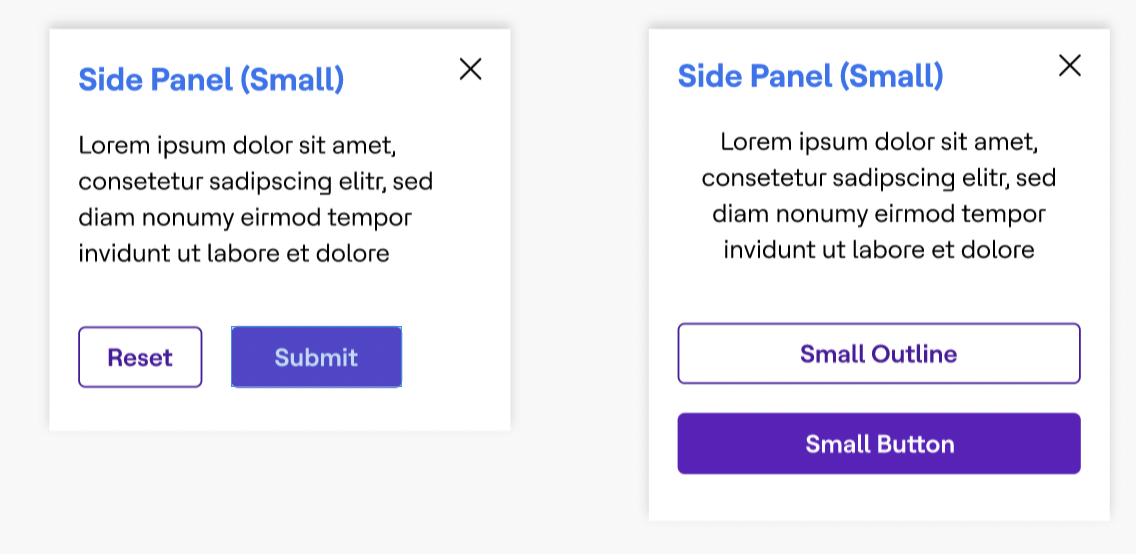 Side Panel (Small)
Lorem ipsum dolor sit amet,
consetetur sadipscing elitr, sed
diam nonumy eirmod tempor
invidunt ut labore et dolore
Reset
Submit
Side Panel (Small)
Lorem ipsum dolor sit amet,
consetetur sadipscing elitr, sed
diam nonumy eirmod tempor
invidunt ut labore et dolore
Small Outline
Small Button